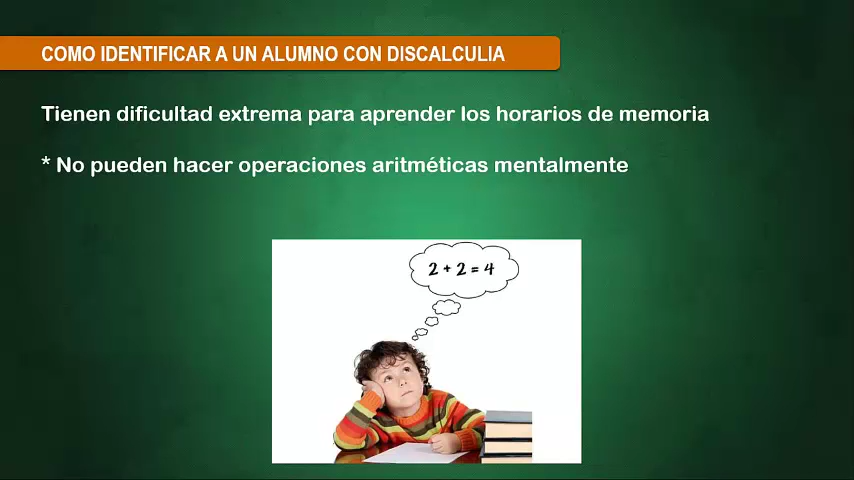 COMO IDENTIFICAR A UN ALUMNO CON DISCALCULIA
Tienen dificultad extrema para aprender los horarios de memoria
* No pueden hacer operaciones aritméticas mentalmente
2 + 2 = 4